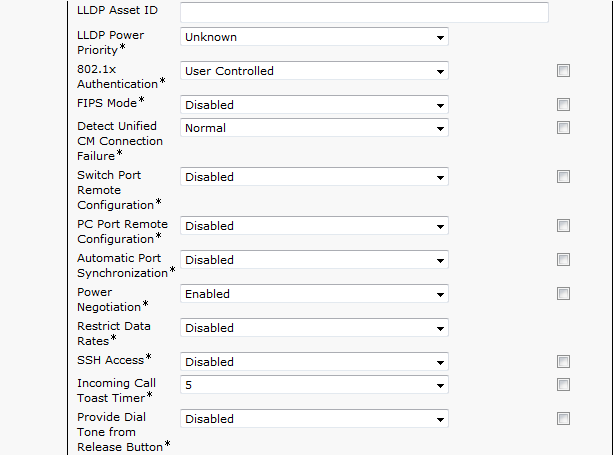 LLDP Asset ID
LLDP Power Unknown
Priority*
802.1x User Controlled
Authentication*
FIPS Mode* Disabled
Detect Unified Normal
CM Connection
Failure*
Switch Port Disabled
Remote
Configuration*
PC Port Remote Disabled
Configuration*
Automatic Port Disabled
Synchronization*
Power Enabled
Negotiation*
Restrict Data Disabled
Rates*
SSH Access* Disabled
Incoming Call 5
Toast Timer*
Provide Dial Disabled
Tone from
Release Button*